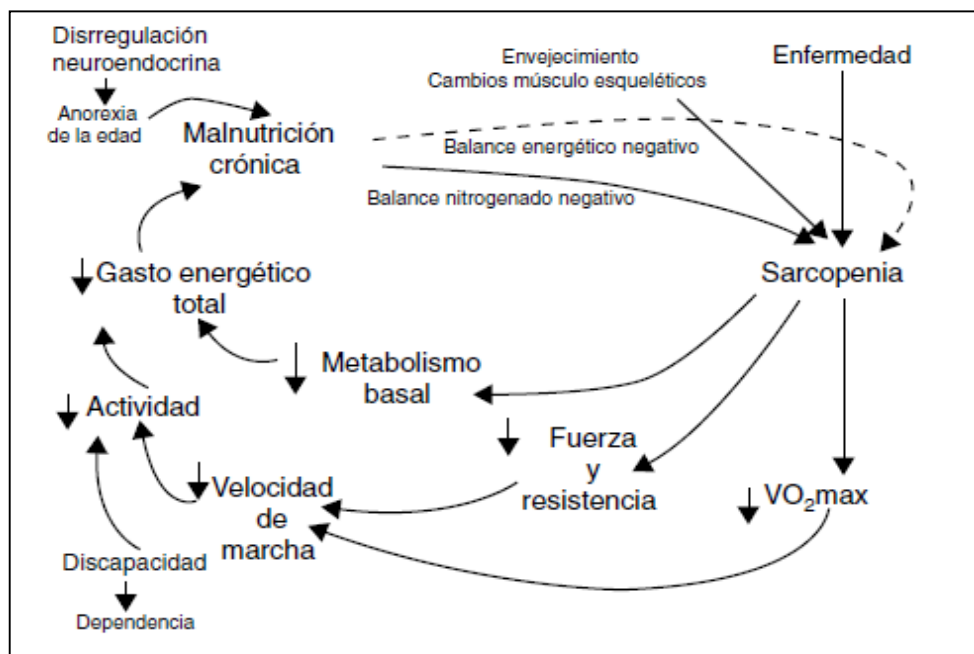 Disrregulación
neuroendocrina
Anorexia
de la edad
Malnutrición
crónica
Envejecimiento
Cambios músculo esqueléticos
Enfermedad
Balance energético negativo
Balance nitrogenado negativo
Sarcopenia
Gasto energético
total
Metabolismo
basal
Actividad
Fuerza
y
resistencia
Velocidad
de
marcha
VO₂max
Discapacidad
Dependencia